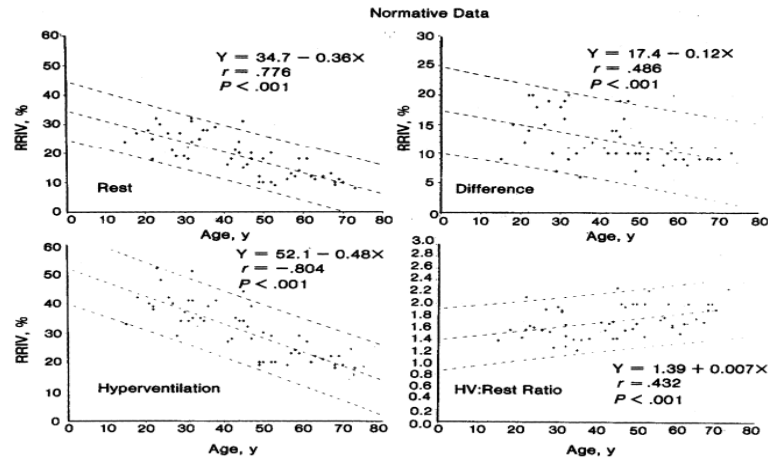 Normative Data
60
50
40
30
20
10
0
RRIV, %
Y = 34.7 − 0.36X
r = .776
P < .001
Rest
0 10 20 30 40 50 60 70 80
Age, y
30
25
20
15
10
5
0
RRIV, %
Y = 17.4 − 0.12X
r = .486
P < .001
Difference
0 10 20 30 40 50 60 70 80
Age, y
60
50
40
30
20
10
0
RRIV, %
Y = 52.1 − 0.48X
r = −.804
P < .001
Hyperventilation
0 10 20 30 40 50 60 70 80
Age, y
3.0
2.8
2.6
2.4
2.2
2.0
1.8
1.6
1.4
1.2
1.0
0.8
0.6
0.4
0.2
0.0
Y = 1.39 + 0.007X
r = .432
P < .001
HV:Rest Ratio
0 10 20 30 40 50 60 70 80
Age, y